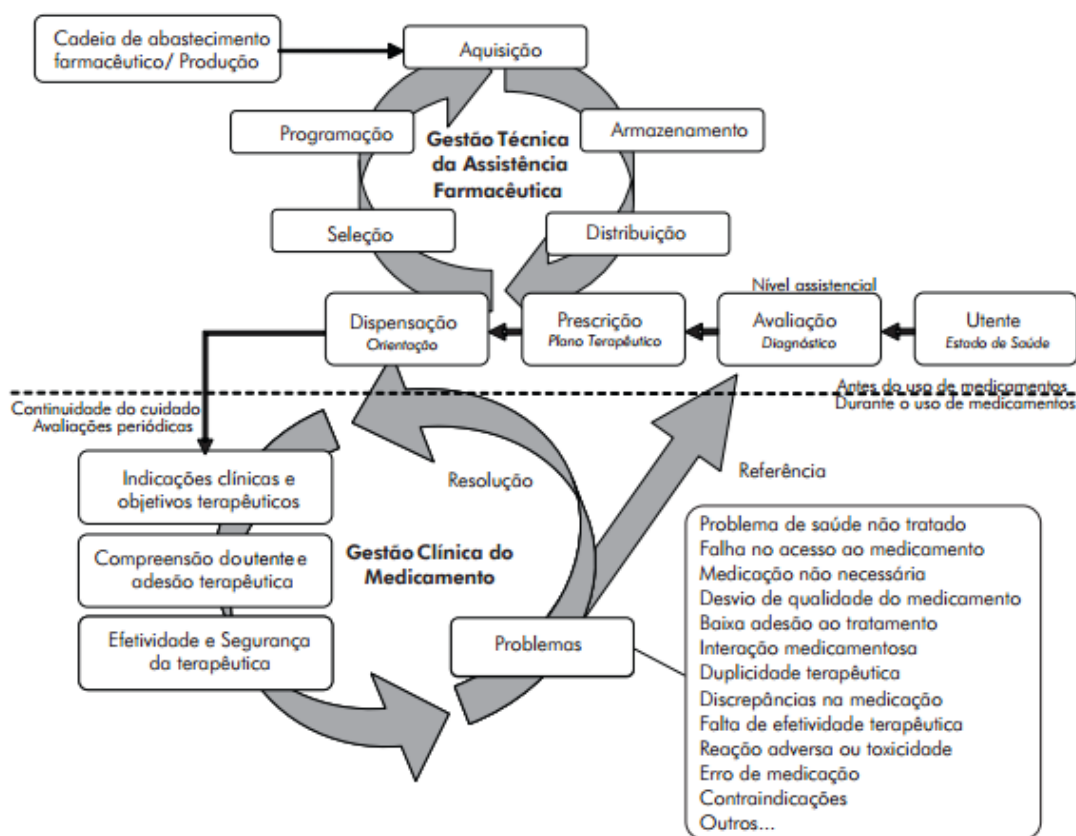 Cadeia de abastecimento
farmacêutico/ Produção
Aquisição
Programação
Armazenamento
Gestão Técnica
da Assistência
Farmacêutica
Seleção
Distribuição
Nível assistencial
Dispensação
Orientação
Prescrição
Plano Terapêutico
Avaliação
Diagnóstico
Utente
Estado de Saúde
Antes do uso de medicamentos
Durante o uso de medicamentos
Continuidade do cuidado
Avaliações periódicas
Indicações clínicas e
objetivos terapêuticos
Compreensão do utente e
adesão terapêutica
Efetividade e Segurança
da terapêutica
Resolução
Referência
Gestão Clínica do
Medicamento
Problemas
Problema de saúde não tratado
Falha no acesso ao medicamento
Medicação não necessária
Desvio de qualidade do medicamento
Baixa adesão ao tratamento
Interação medicamentosa
Duplicidade terapêutica
Discrepâncias na medicação
Falta de efetividade terapêutica
Reação adversa ou toxicidade
Erro de medicação
Contraindicações
Outros...